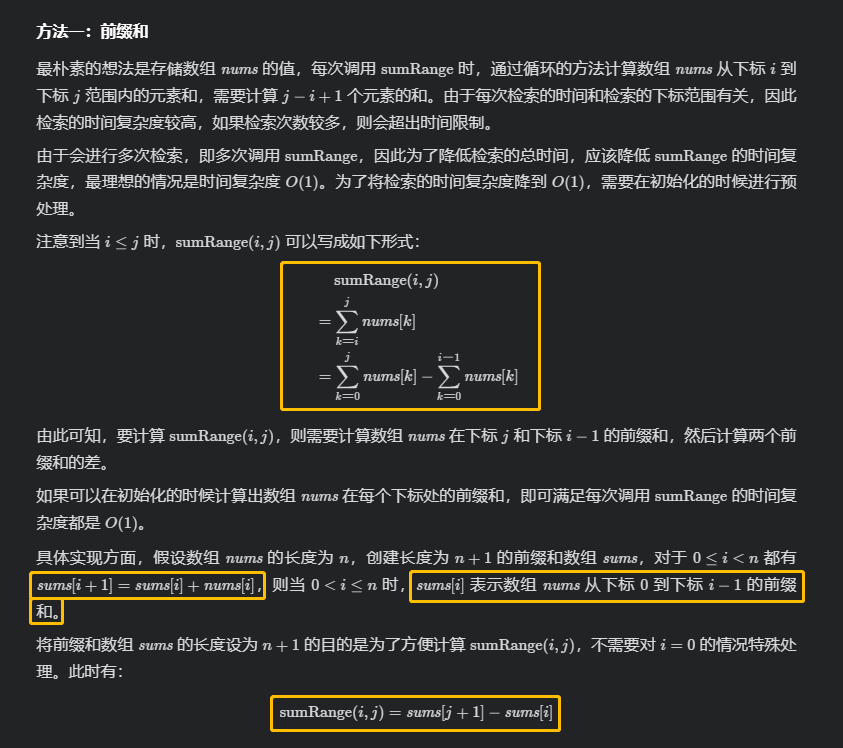 方法一：前缀和
最朴素的想法是存储数组 nums 的值，每次调用 sumRange 时，通过循环的方法计算数组 nums 从下标 i 到
下标 j 范围内的元素和，需要计算 j − i + 1 个元素的和。由于每次检索的时间和检索的下标范围有关，因此
检索的时间复杂度较高，如果检索次数较多，则会超出时间限制。
由于会进行多次检索，即多次调用 sumRange，因此为了降低检索的总时间，应该降低 sumRange 的时间复
杂度，最理想的情况是时间复杂度 O(1)。为了将检索的时间复杂度降到 O(1)，需要在初始化的时候进行预
处理。
注意到当 i ≤ j 时，sumRange(i, j) 可以写成如下形式：
sumRange(i, j)
j
= ∑ nums[k]
k=i
j i−1
= ∑ nums[k] − ∑ nums[k]
k=0 k=0
由此可知，要计算 sumRange(i, j)，则需要计算数组 nums 在下标 j 和下标 i − 1 的前缀和，然后计算两个前
缀和的差。
如果可以在初始化的时候计算出数组 nums 在每个下标处的前缀和，即可满足每次调用 sumRange 的时间复
杂度都是 O(1)。
具体实现方面，假设数组 nums 的长度为 n，创建长度为 n + 1 的前缀和数组 sums，对于 0 ≤ i < n 都有
sums[i + 1] = sums[i] + nums[i]，则当 0 < i ≤ n 时，sums[i] 表示数组 nums 从下标 0 到下标 i − 1 的前缀
和。
将前缀和数组 sums 的长度设为 n + 1 的目的是为了方便计算 sumRange(i, j)，不需要对 i = 0 的情况特殊处
理。此时有：
sumRange(i, j) = sums[j + 1] − sums[i]